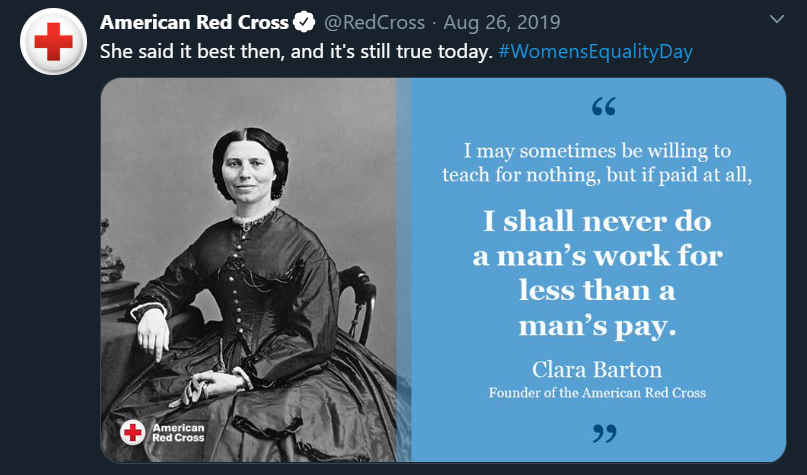 American Red Cross @RedCross · Aug 26, 2019
She said it best then, and it's still true today. #WomensEqualityDay
“
I may sometimes be willing to
teach for nothing, but if paid at all,
I shall never do
a man’s work for
less than a
man’s pay.
Clara Barton
Founder of the American Red Cross
”
American
Red Cross